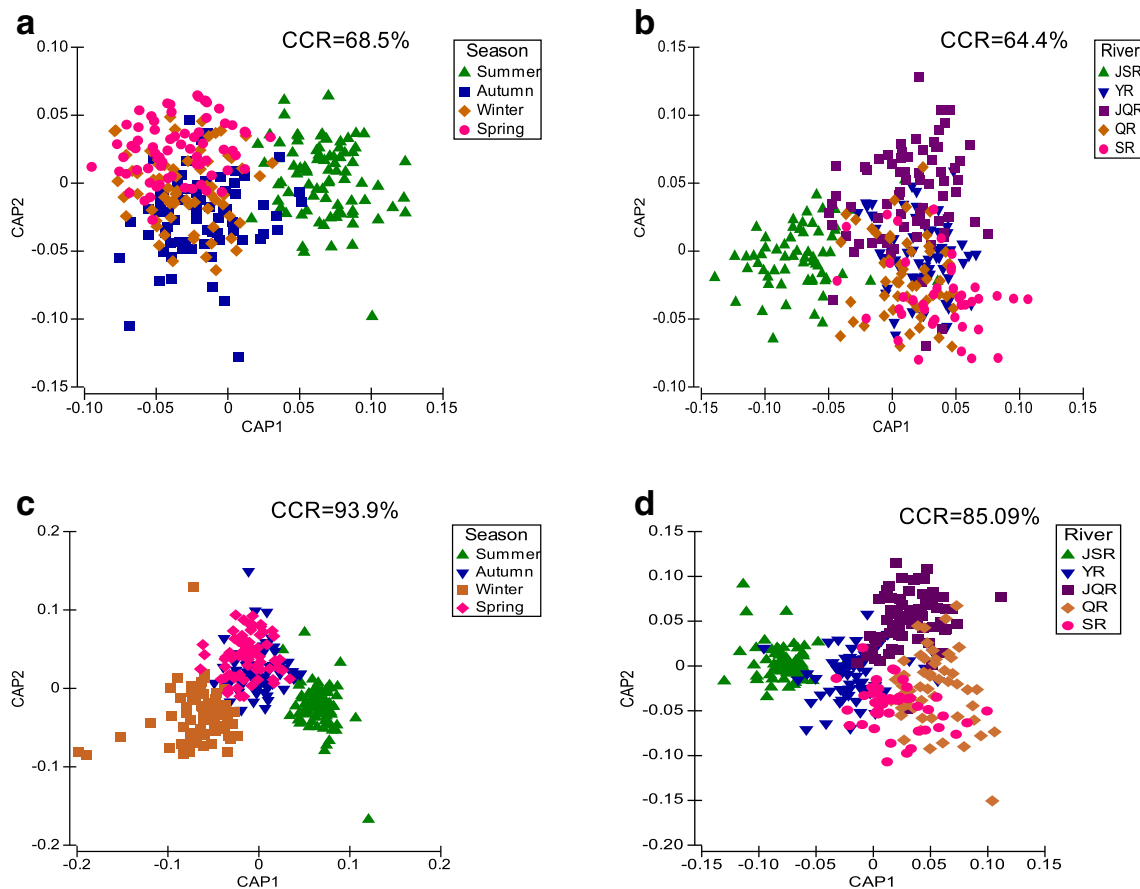 a
CCR=68.5%
Season
Summer
Autumn
Winter
Spring
0.10
0.05
0
-0.05
-0.10
-0.15
CAP2
-0.10
-0.05
0
0.05
0.10
0.15
CAP1
b
CCR=64.4%
River
JSR
YR
JQR
QR
SR
0.15
0.10
0.05
0
-0.05
-0.10
CAP2
-0.15
-0.10
-0.05
0
0.05
0.10
0.15
CAP1
c
CCR=93.9%
Season
Summer
Autumn
Winter
Spring
0.2
0.1
0
-0.1
-0.2
CAP2
-0.2
-0.1
0
0.1
0.2
CAP1
d
CCR=85.09%
River
JSR
YR
JQR
QR
SR
0.15
0.10
0.05
0
-0.05
-0.10
-0.15
-0.20
CAP2
-0.15
-0.10
-0.05
0
0.05
0.10
0.15
CAP1